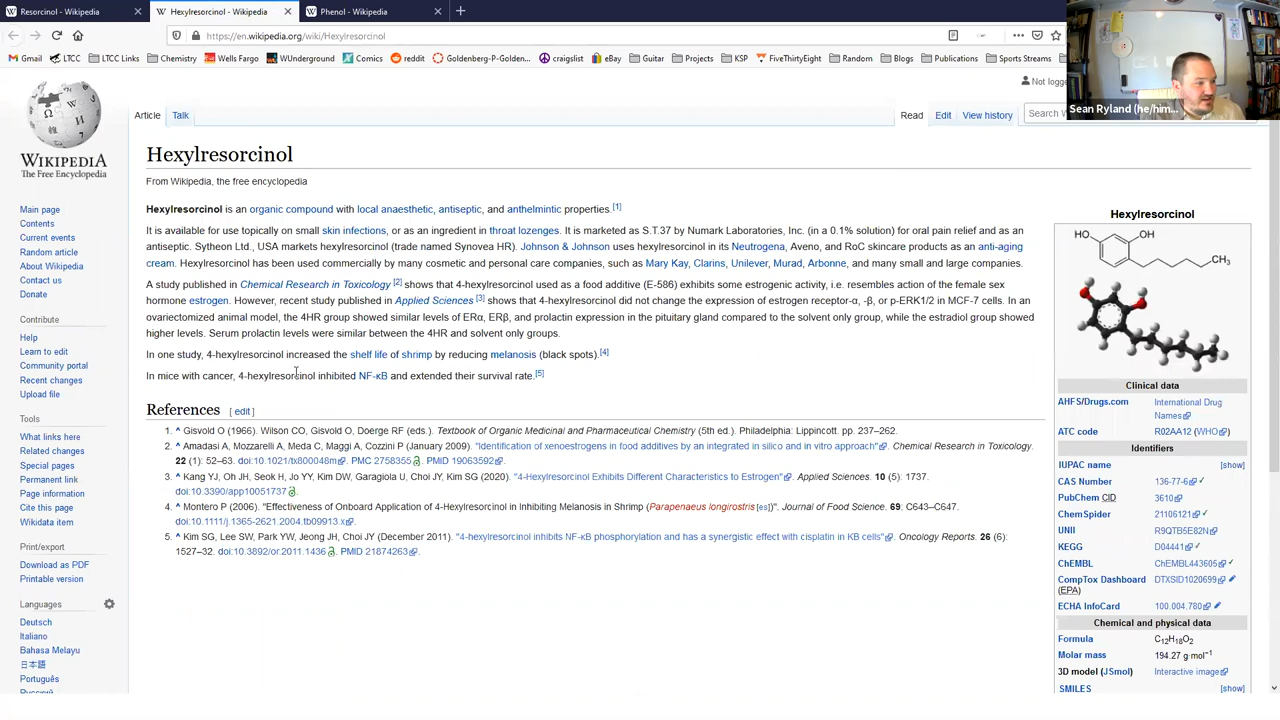 Resorcinol - Wikipedia
Hexylresorcinol - Wikipedia
Phenol - Wikipedia
https://en.wikipedia.org/wiki/Hexylresorcinol
Gmail LTCC LTCC Links Chemistry Wells Fargo WUnderground Comics reddit Goldenberg-P-Golden... craigslist eBay Guitar Projects KSP FiveThirtyEight Random Blogs Publications Sports Streams
Sean Ryland (he/him...
Not logge
Article Talk Read Edit View history Search W
WIKIPEDIA
The Free Encyclopedia
Main page
Contents
Current events
Random article
About Wikipedia
Contact us
Donate
Contribute
Help
Learn to edit
Community portal
Recent changes
Upload file
Tools
What links here
Related changes
Special pages
Permanent link
Page information
Cite this page
Wikidata item
Print/export
Download as PDF
Printable version
Languages
Deutsch
Italiano
Bahasa Melayu
日本語
Português
Русский
Hexylresorcinol
From Wikipedia, the free encyclopedia
Hexylresorcinol is an organic compound with local anaesthetic, antiseptic, and anthelmintic properties.[1]
It is available for use topically on small skin infections, or as an ingredient in throat lozenges. It is marketed as S.T.37 by Numark Laboratories, Inc. (in a 0.1% solution) for oral pain relief and as an
antiseptic. Sytheon Ltd., USA markets hexylresorcinol (trade named Synovea HR). Johnson & Johnson uses hexylresorcinol in its Neutrogena, Aveno, and RoC skincare products as an anti-aging
cream. Hexylresorcinol has been used commercially by many cosmetic and personal care companies, such as Mary Kay, Clarins, Unilever, Murad, Arbonne, and many small and large companies.
A study published in Chemical Research in Toxicology [2] shows that 4-hexylresorcinol used as a food additive (E-586) exhibits some estrogenic activity, i.e. resembles action of the female sex
hormone estrogen. However, recent study published in Applied Sciences [3] shows that 4-hexylresorcinol did not change the expression of estrogen receptor-α, -β, or p-ERK1/2 in MCF-7 cells. In an
ovariectomized animal model, the 4HR group showed similar levels of ERα, ERβ, and prolactin expression in the pituitary gland compared to the solvent only group, while the estradiol group showed
higher levels. Serum prolactin levels were similar between the 4HR and solvent only groups.
In one study, 4-hexylresorcinol increased the shelf life of shrimp by reducing melanosis (black spots).[4]
In mice with cancer, 4-hexylresorcinol inhibited NF-κB and extended their survival rate.[5]
References [ edit ]
1. ^ Gisvold O (1966). Wilson CO, Gisvold O, Doerge RF (eds.). Textbook of Organic Medicinal and Pharmaceutical Chemistry (5th ed.). Philadelphia: Lippincott. pp. 237–262.
2. ^ Amadasi A, Mozzarelli A, Meda C, Maggi A, Cozzini P (January 2009). "Identification of xenoestrogens in food additives by an integrated in silico and in vitro approach". Chemical Research in Toxicology.
22 (1): 52–63. doi:10.1021/tx800048m. PMC 2758355. PMID 19063592.
3. ^ Kang YJ, Oh JH, Seok H, Jo YY, Kim DW, Garagiola U, Choi JY, Kim SG (2020). "4-Hexylresorcinol Exhibits Different Characteristics to Estrogen". Applied Sciences. 10 (5): 1737.
doi:10.3390/app10051737.
4. ^ Montero P (2006). "Effectiveness of Onboard Application of 4-Hexylresorcinol in Inhibiting Melanosis in Shrimp (Parapenaeus longirostris [es])". Journal of Food Science. 69: C643–C647.
doi:10.1111/j.1365-2621.2004.tb09913.x.
5. ^ Kim SG, Lee SW, Park YW, Jeong JH, Choi JY (December 2011). "4-hexylresorcinol inhibits NF-κB phosphorylation and has a synergistic effect with cisplatin in KB cells". Oncology Reports. 26 (6):
1527–32. doi:10.3892/or.2011.1436. PMID 21874263.
Hexylresorcinol
HO OH
CH3
Clinical data
AHFS/Drugs.com International Drug
Names
ATC code R02AA12 (WHO)
Identifiers
IUPAC name [show]
CAS Number 136-77-6
PubChem CID 3610
ChemSpider 21106121
UNII R9QTB5E82N
KEGG D04441
ChEMBL ChEMBL443605
CompTox Dashboard DTXSID1020699
(EPA)
ECHA InfoCard 100.004.780
Chemical and physical data
Formula C12H18O2
Molar mass 194.27 g·mol−1
3D model (JSmol) Interactive image
SMILES [show]